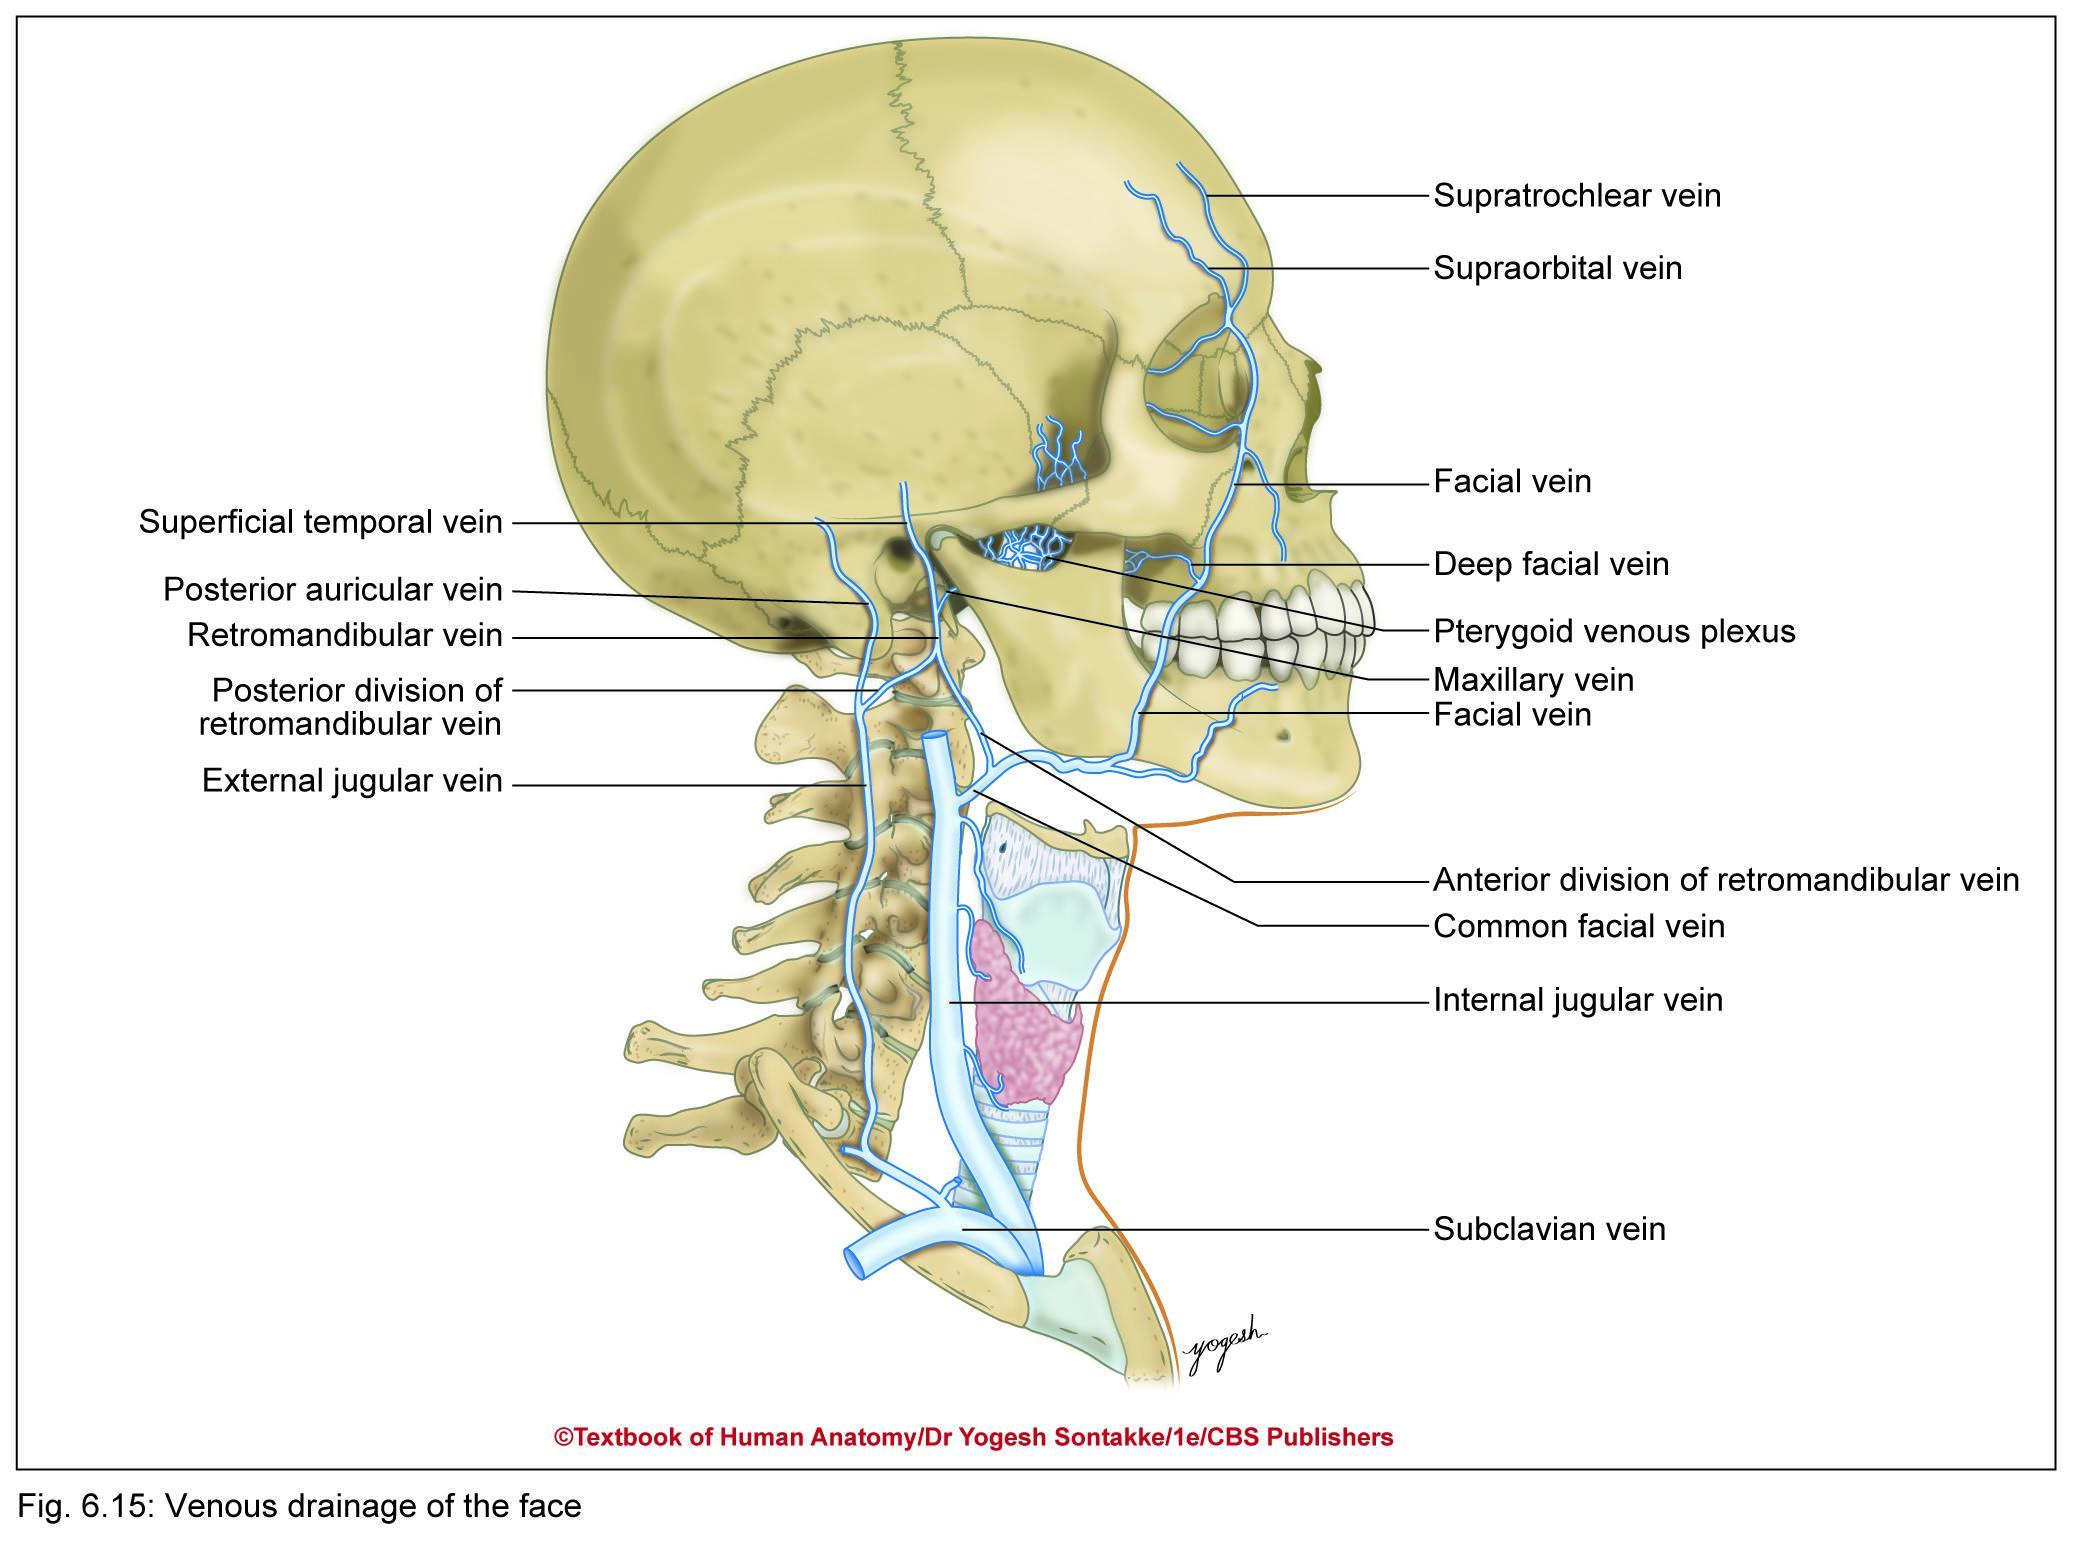 Supratrochlear vein
Supraorbital vein
Facial vein
Deep facial vein
Pterygoid venous plexus
Maxillary vein
Facial vein
Anterior division of retromandibular vein
Common facial vein
Internal jugular vein
Subclavian vein
Superficial temporal vein
Posterior auricular vein
Retromandibular vein
Posterior division of
retromandibular vein
External jugular vein
yogesh
©Textbook of Human Anatomy/Dr Yogesh Sontakke/1e/CBS Publishers
Fig. 6.15: Venous drainage of the face